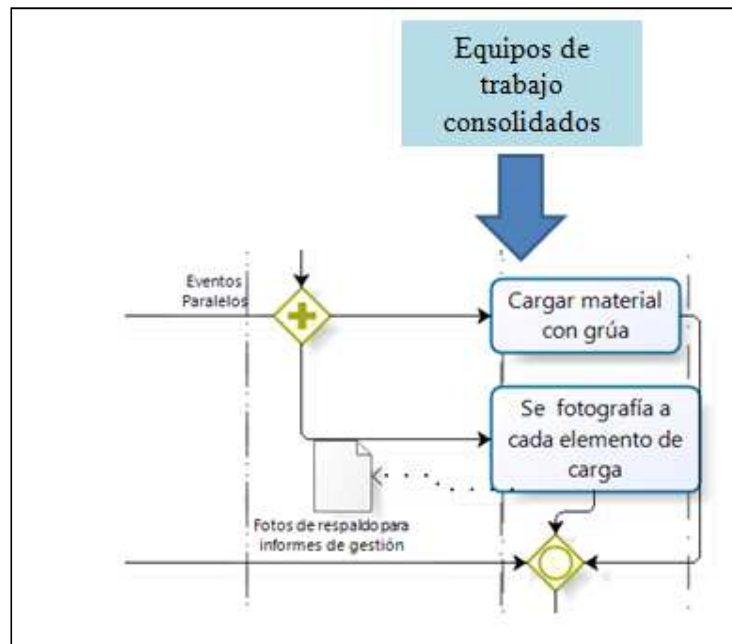 Equipos de
trabajo
consolidados
Eventos
Paralelos
Cargar material
con grúa
Se fotografía a
cada elemento de
carga
Fotos de respaldo para
informes de gestión